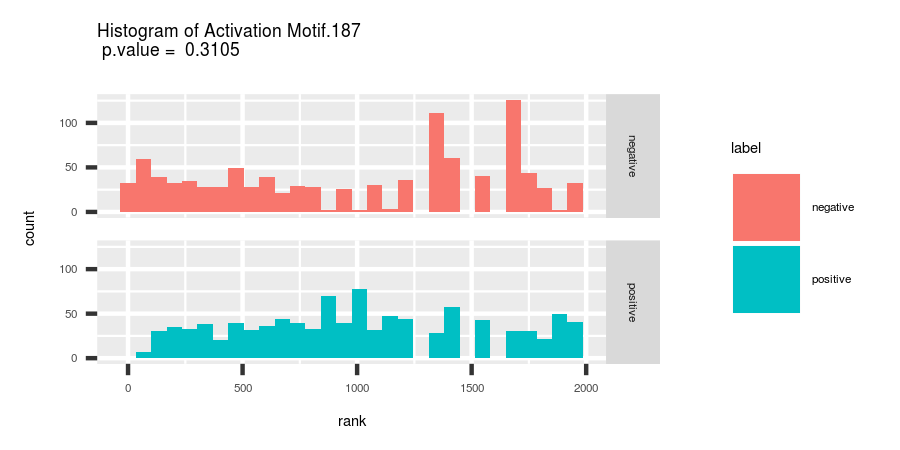 Histogram of Activation Motif.187
p.value = 0.3105
count
100
50
0
negative
100
50
0
positive
0 500 1000 1500 2000
rank
label
negative
positive